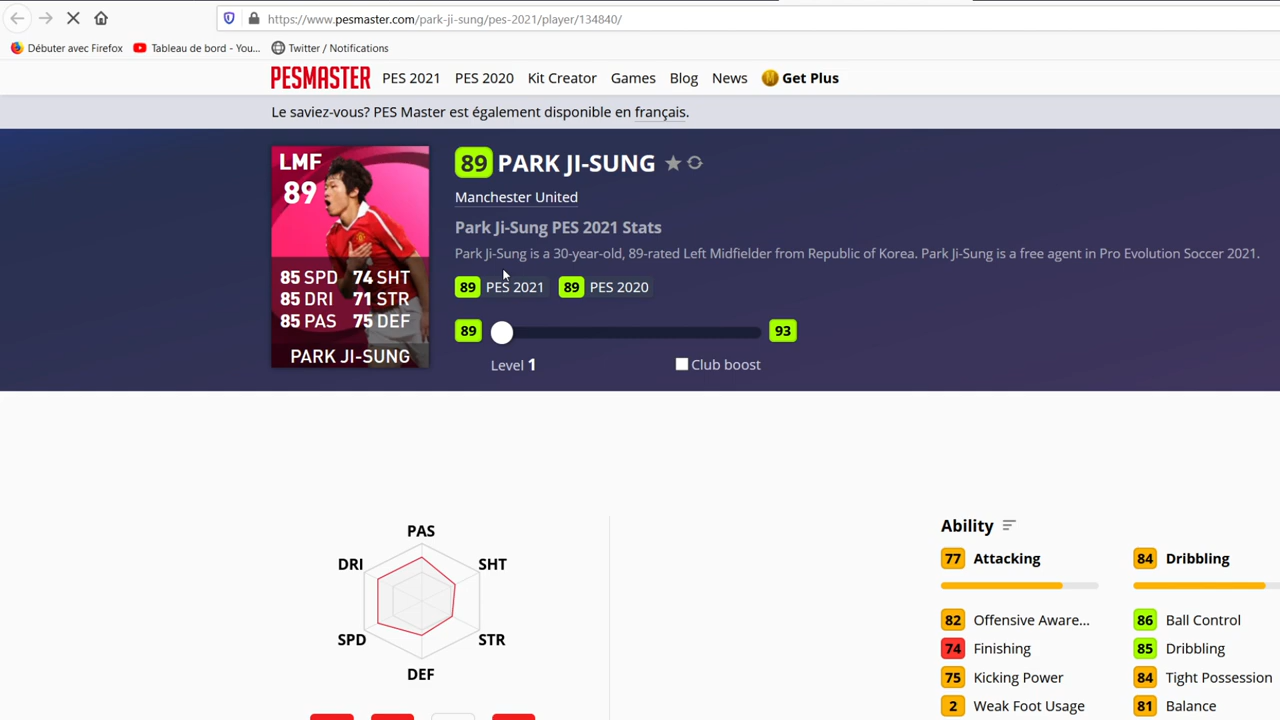 https://www.pesmaster.com/park-ji-sung/pes-2021/player/134840/
Débuter avec Firefox Tableau de bord - You... Twitter / Notifications
PESMASTER PES 2021 PES 2020 Kit Creator Games Blog News Get Plus
Le saviez-vous? PES Master est également disponible en français.
LMF
89
85 SPD 74 SHT
85 DRI 71 STR
85 PAS 75 DEF
PARK JI-SUNG
89 PARK JI-SUNG
Manchester United
Park Ji-Sung PES 2021 Stats
Park Ji-Sung is a 30-year-old, 89-rated Left Midfielder from Republic of Korea. Park Ji-Sung is a free agent in Pro Evolution Soccer 2021.
89 PES 2021 89 PES 2020
89 93
Level 1 Club boost
PAS
DRI SHT
SPD STR
DEF
Ability
77 Attacking 84 Dribbling
82 Offensive Aware... 86 Ball Control
74 Finishing 85 Dribbling
75 Kicking Power 84 Tight Possession
2 Weak Foot Usage 81 Balance